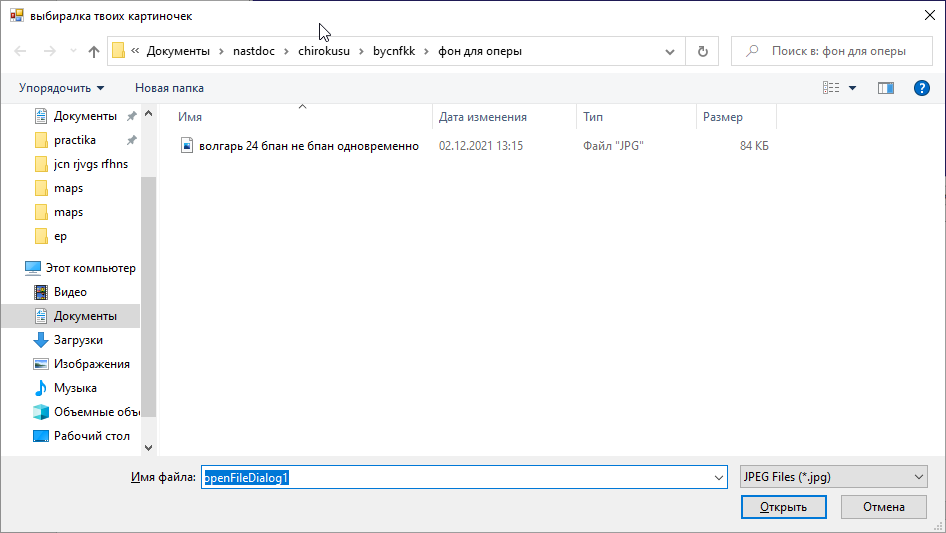 выбиралка твоих картиночек
« Документы › nastdoc › chirokusu › bycnfkk › фон для оперы
Поиск в: фон для оперы
Упорядочить
Новая папка
?
Документы
practika
jcn rjvgs rfhns
maps
maps
ep
Этот компьютер
Видео
Документы
Загрузки
Изображения
Музыка
Объемные объ
Рабочий стол
Имя Дата изменения Тип Размер
волгарь 24 бпан не бпан одновременно 02.12.2021 13:15 Файл "JPG" 84 КБ
Имя файла: openFileDialog1 JPEG Files (*.jpg)
Открыть Отмена